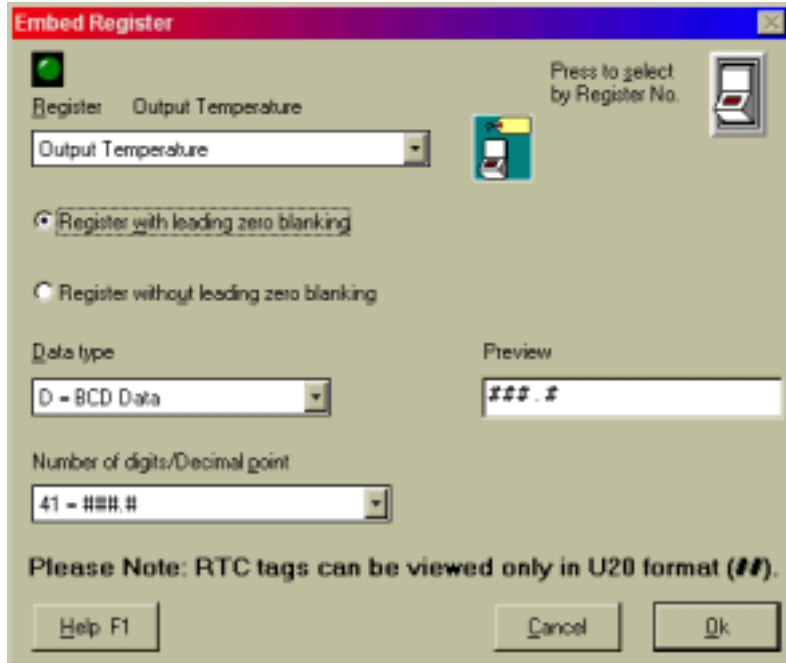 Embed Register
Press to select
by Register No.
Register Output Temperature
Output Temperature
Register with leading zero blanking
Register without leading zero blanking
Data type
Preview
D = BCD Data
###.#
Number of digits/Decimal point
41 = ###.#
Please Note: RTC tags can be viewed only in U20 format (##).
Help F1
Cancel
Ok